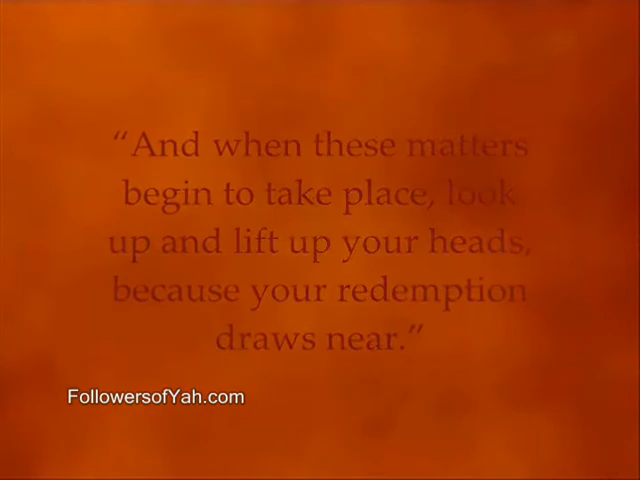 “And when these matters
begin to take place, look
up and lift up your heads,
because your redemption
draws near.”
FollowersofYah.com